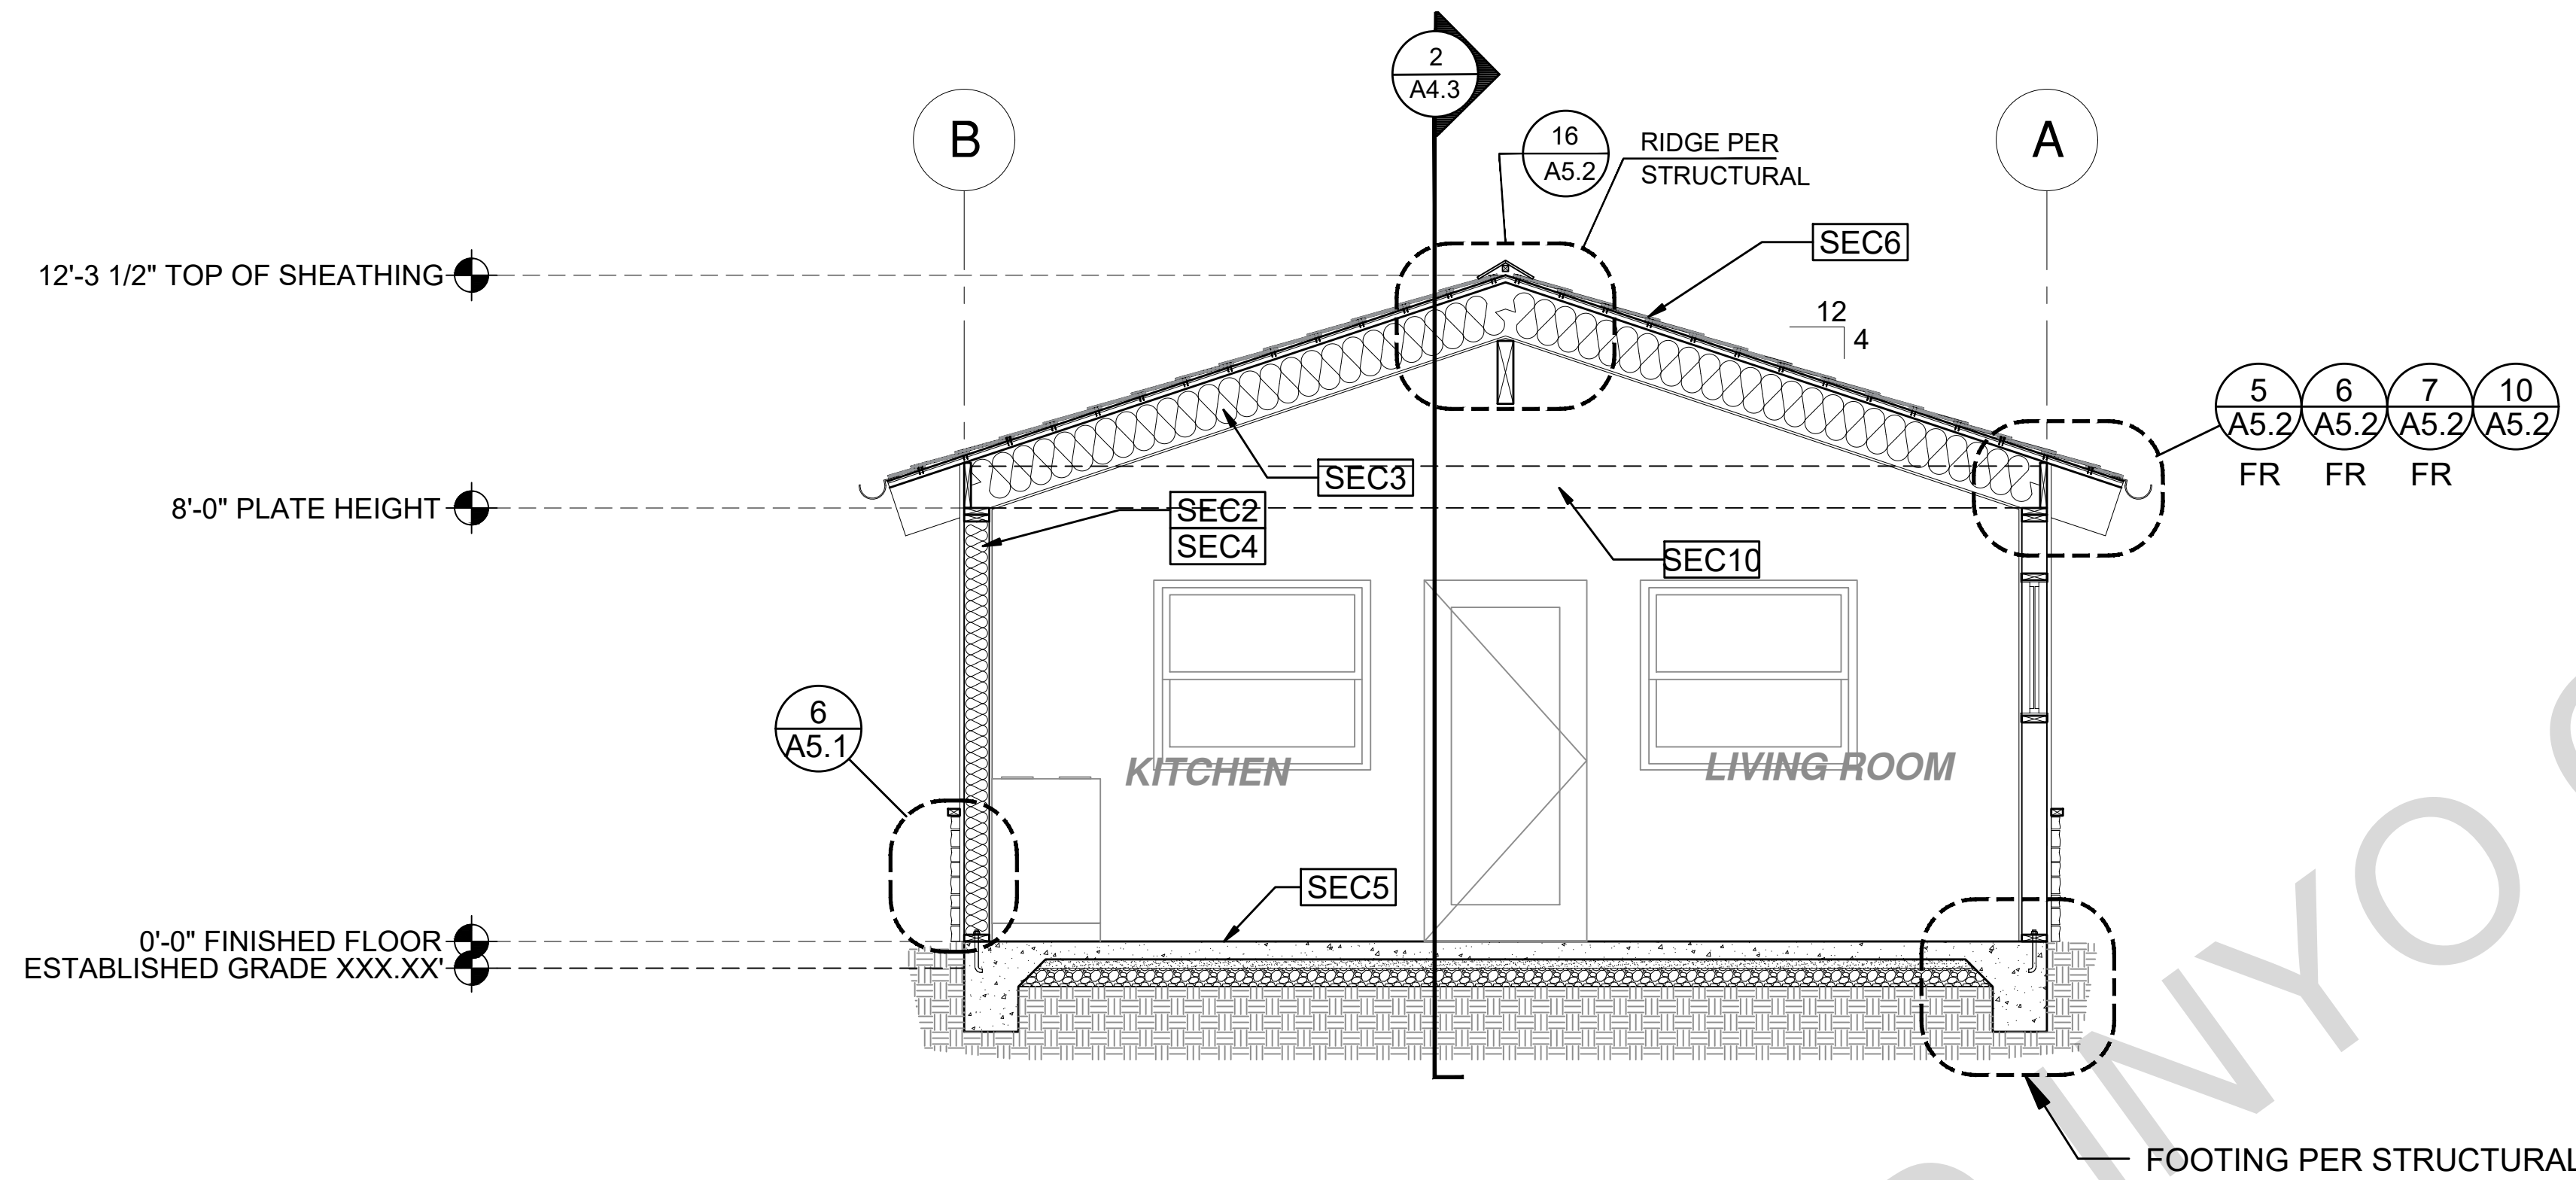 2
A4.3
B
16
A5.2
RIDGE PER
STRUCTURAL
A
SEC6
12'-3 1/2" TOP OF SHEATHING
12
4
5
A5.2
FR
6
A5.2
FR
7
A5.2
FR
10
A5.2
SEC3
8'-0" PLATE HEIGHT
SEC2
SEC4
SEC10
6
A5.1
KITCHEN
LIVING ROOM
SEC5
0'-0" FINISHED FLOOR
ESTABLISHED GRADE XXX.XX'
FOOTING PER STRUCTURAL
INYO